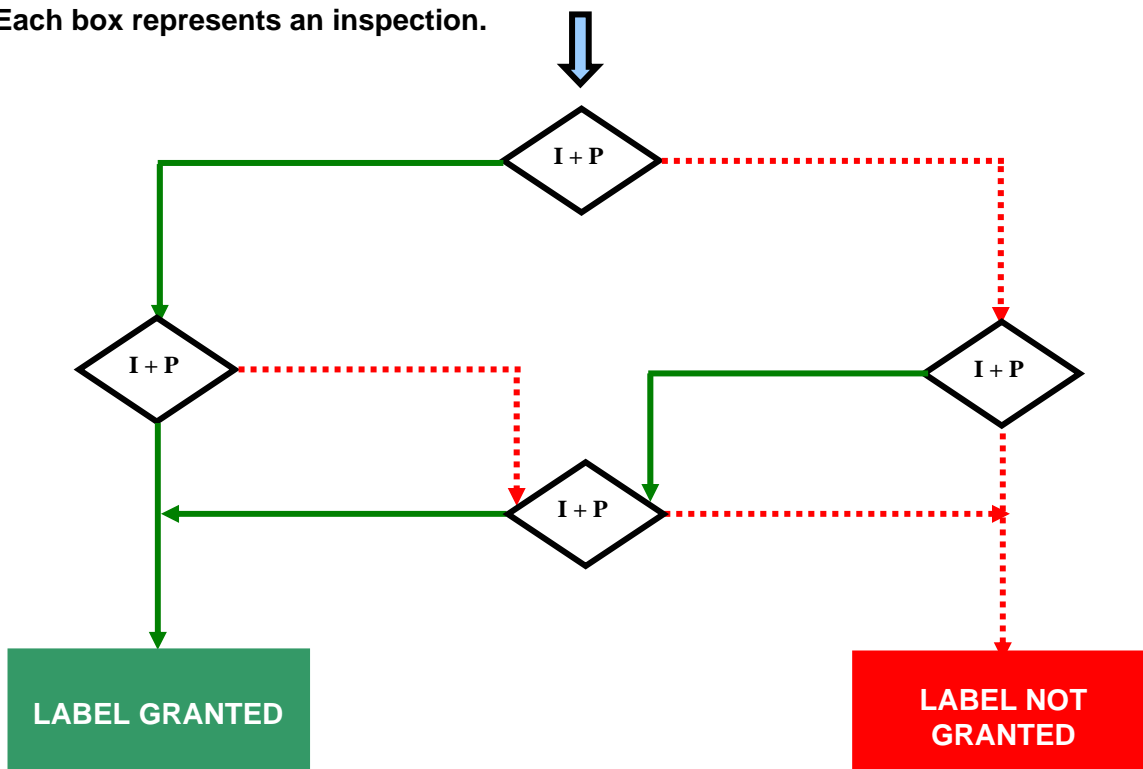 Each box represents an inspection.
I + P
I + P
I + P
I + P
LABEL GRANTED
LABEL NOT
GRANTED